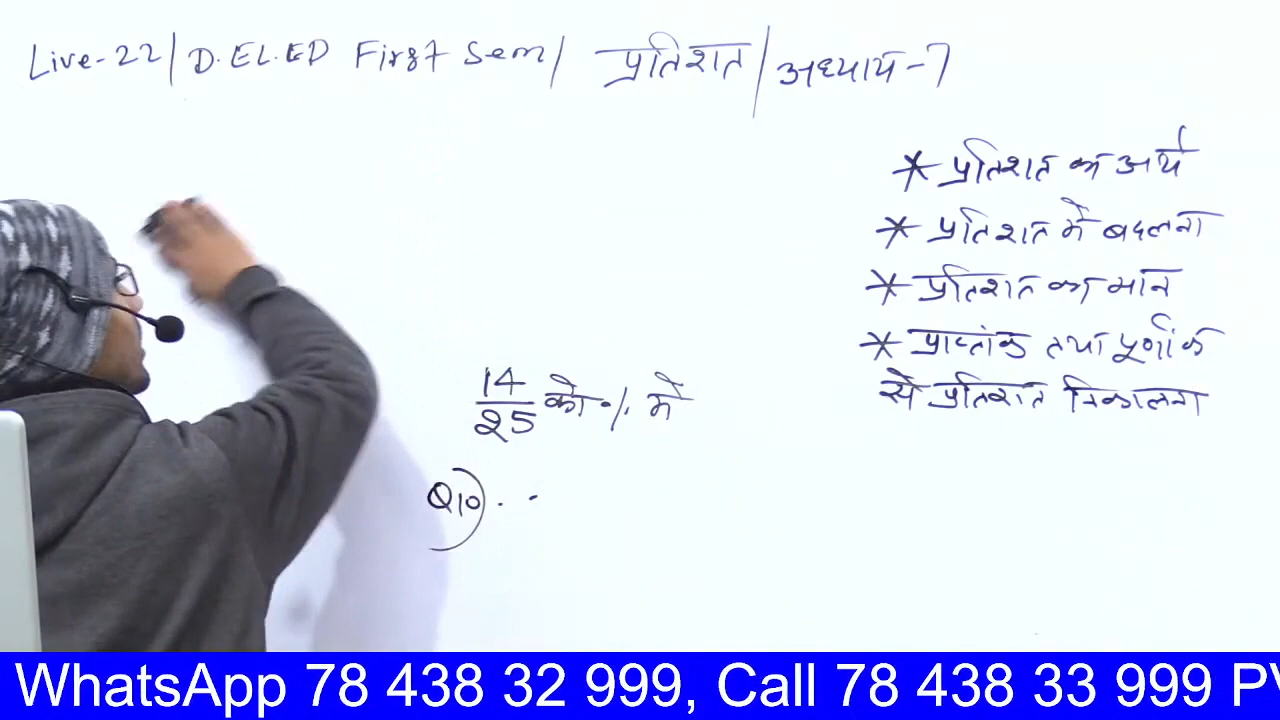 Live-22/D.EL.ED First Sem/ प्रतिशत/अध्याय-7
* प्रतिशत का अर्थ
* प्रतिशत में बदलना
* प्रतिशत का मान
* प्राप्तांक तथा पूर्णांक
से प्रतिशत निकालना
14/25 को % में
Q10) . .
WhatsApp 78 438 32 999, Call 78 438 33 999 PV